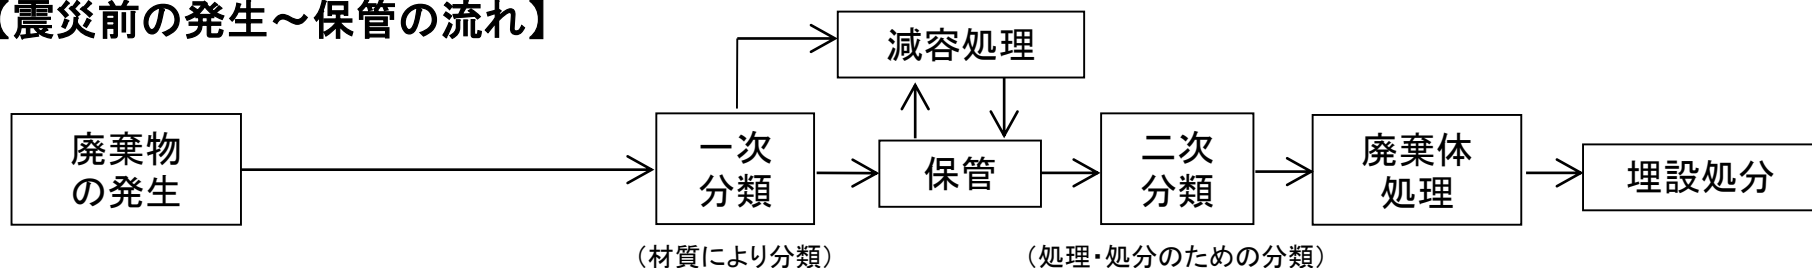 【震災前の発生～保管の流れ】
減容処理
廃棄物
の発生
一次
分類
保管
二次
分類
廃棄体
処理
埋設処分
（材質により分類）
（処理・処分のための分類）